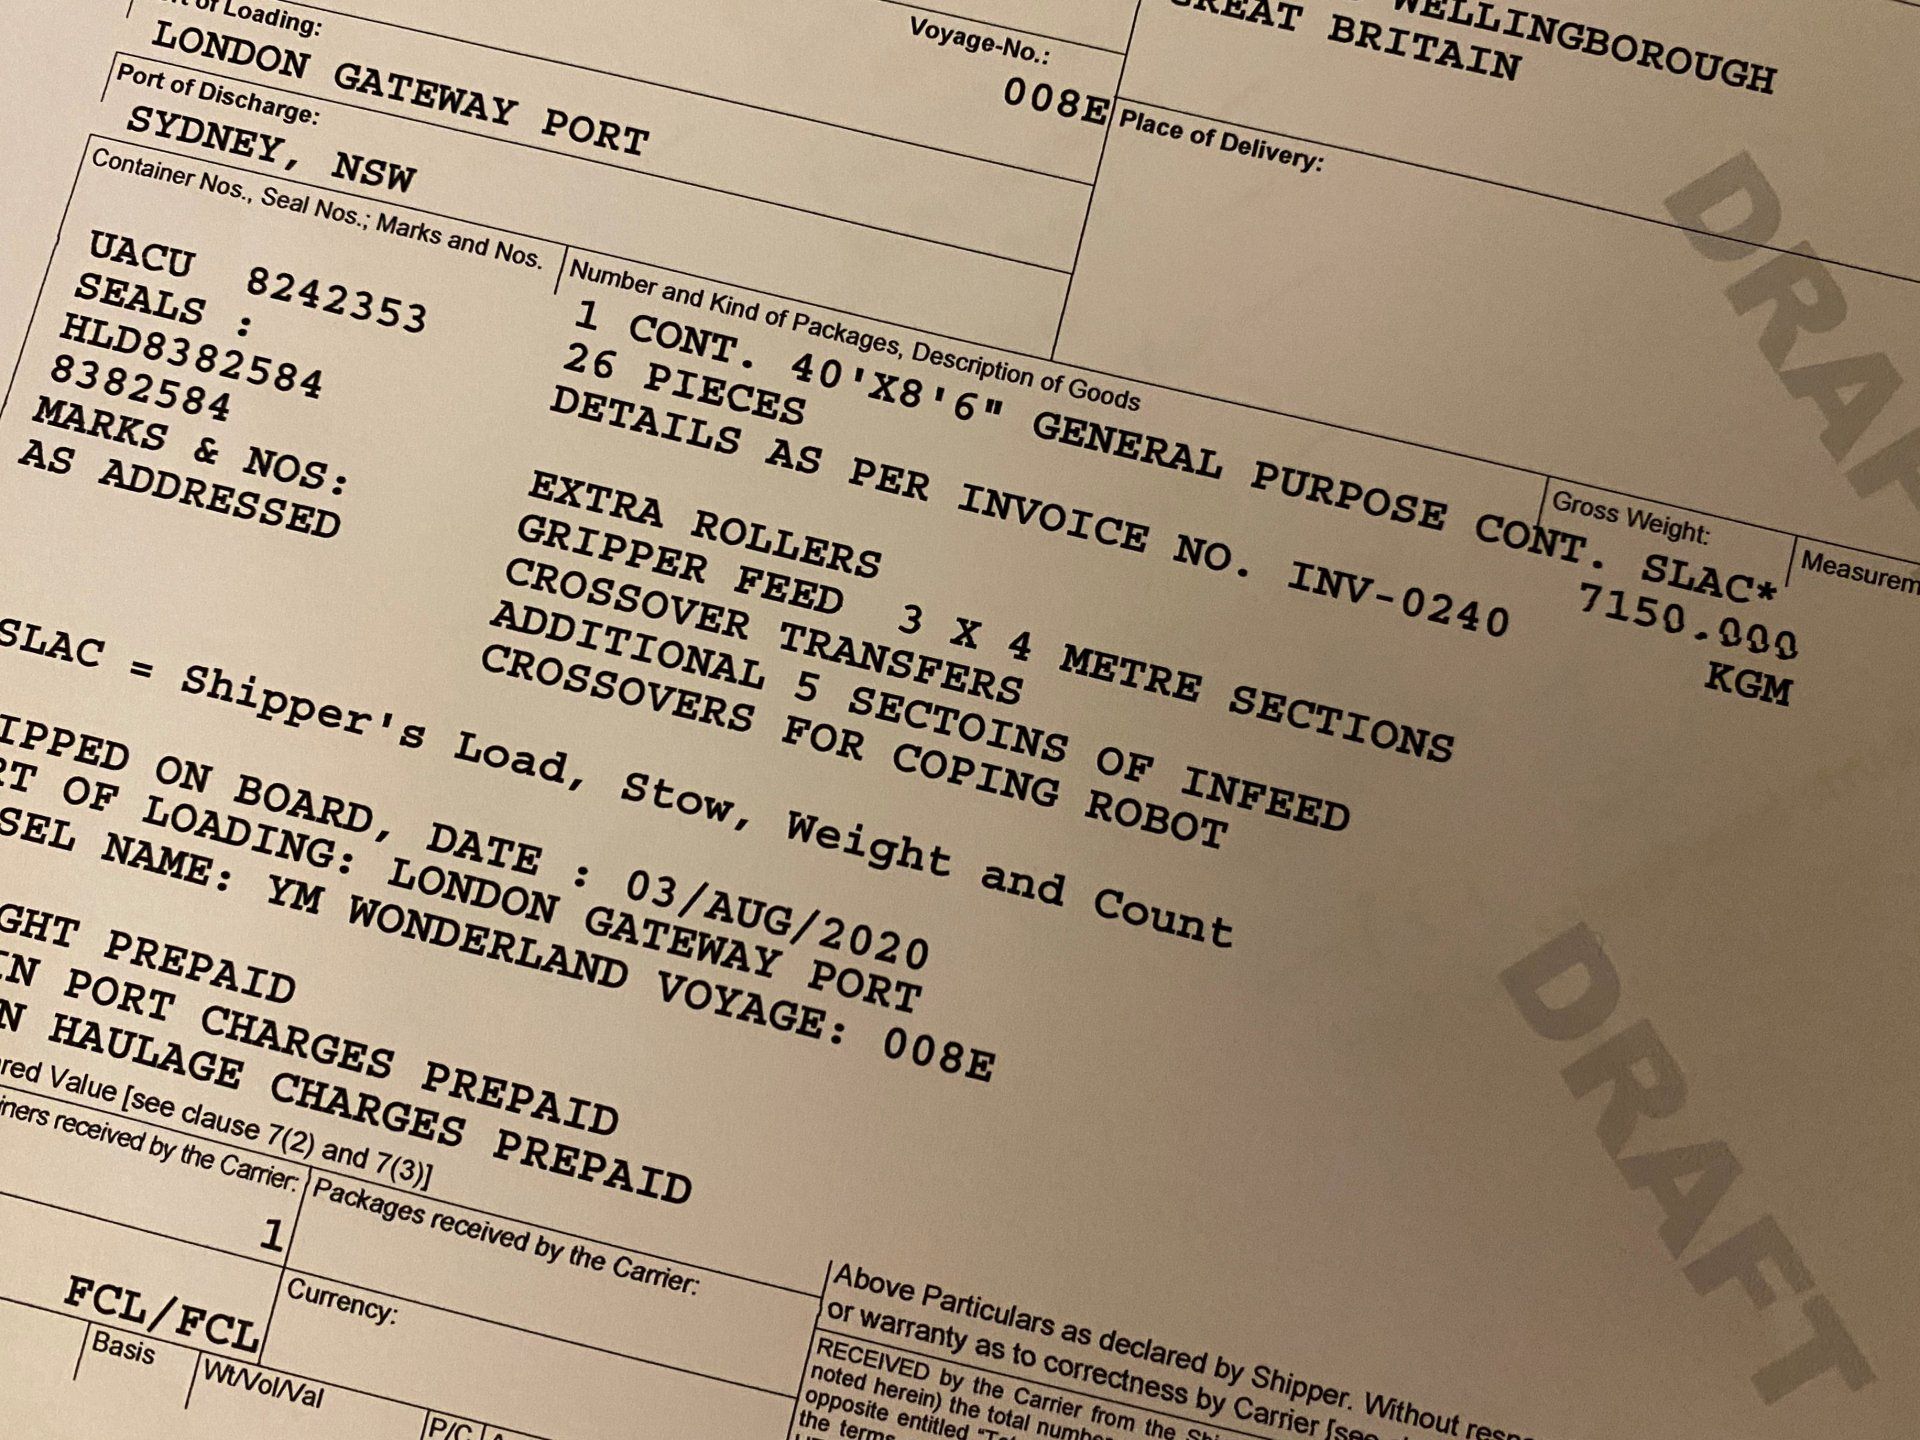 of Loading:
LONDON GATEWAY PORT
Voyage-No.:
008E
WELLINGBOROUGH
GREAT BRITAIN
Port of Discharge:
SYDNEY, NSW
Place of Delivery:
Container Nos., Seal Nos.; Marks and Nos.
Number and Kind of Packages, Description of Goods
Gross Weight:
UACU 8242353
SEALS :
HLD8382584
8382584
MARKS & NOS:
AS ADDRESSED
1 CONT. 40'X8'6" GENERAL PURPOSE CONT. SLAC*
26 PIECES
DETAILS AS PER INVOICE NO. INV-0240
7150.000
KGM
EXTRA ROLLERS
GRIPPER FEED 3 X 4 METRE SECTIONS
CROSSOVER TRANSFERS
ADDITIONAL 5 SECTOINS OF INFEED
CROSSOVERS FOR COPING ROBOT
SLAC = Shipper's Load, Stow, Weight and Count
IPPED ON BOARD, DATE : 03/AUG/2020
RT OF LOADING: LONDON GATEWAY PORT
SEL NAME: YM WONDERLAND VOYAGE: 008E
GHT PREPAID
IN PORT CHARGES PREPAID
N HAULAGE CHARGES PREPAID
red Value [see clause 7(2) and 7(3)]
iners received by the Carrier:
1
Packages received by the Carrier:
FCL/FCL
Currency:
Basis
Wt/Vol/Val
P/C
Above Particulars as declared by Shipper. Without
or warranty as to correctness by Carrier [see
RECEIVED by the Carrier from the
noted herein) the total number
opposite entitled
the terms
DRAFT
DRAFT